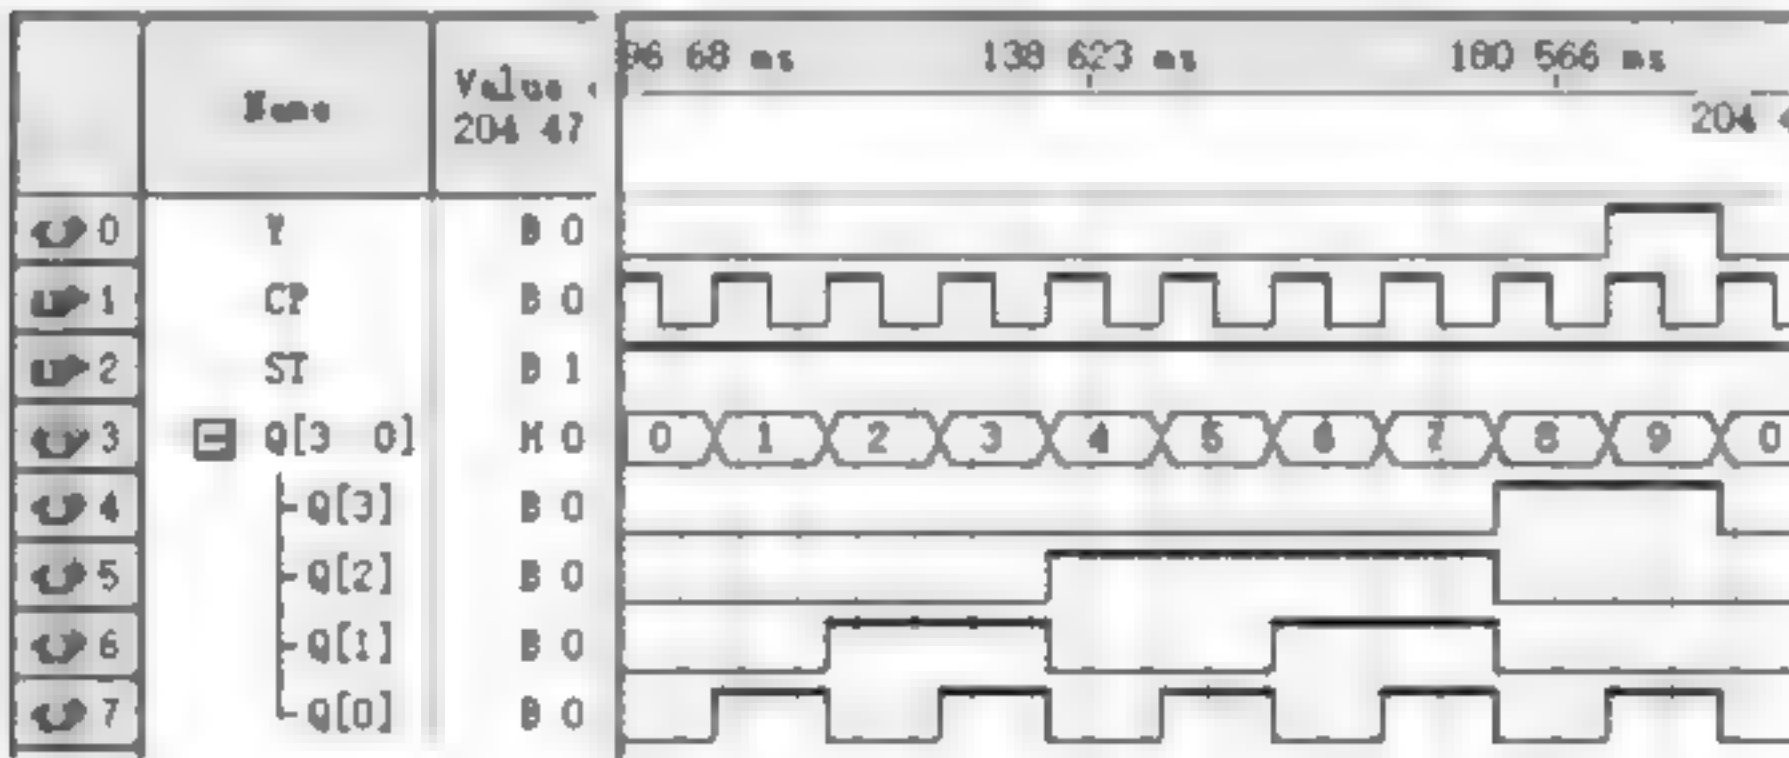 96 68 ms 138 623 ms 180 566 ms
Name Value
204 47 204
0 Y B 0
1 CP B 0
2 ST B 1
3 Q[3 0] H 0 0 1 2 3 4 5 6 7 8 9 0
4 Q[3] B 0
5 Q[2] B 0
6 Q[1] B 0
7 Q[0] B 0